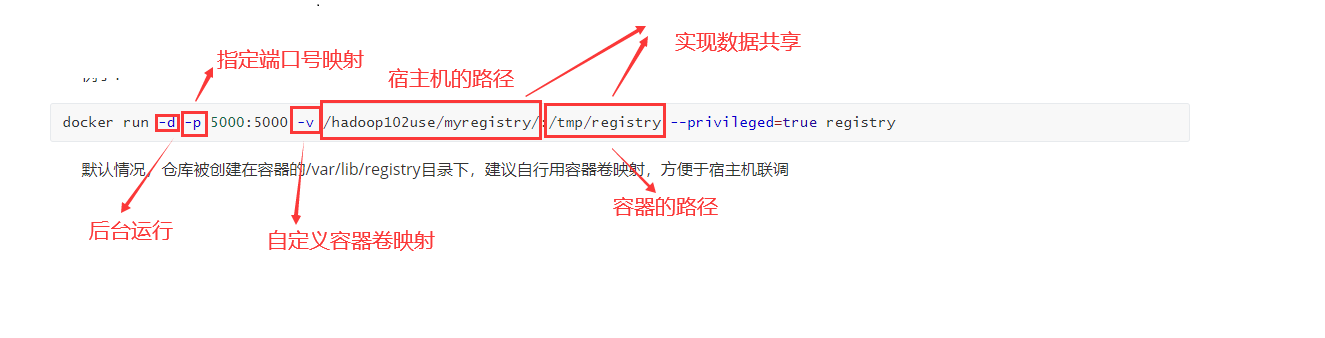 实现数据共享
指定端口号映射
宿主机的路径
docker run -d -p 5000:5000 -v /hadoop102use/myregistry/:/tmp/registry --privileged=true registry
默认情况，仓库被创建在容器的/var/lib/registry目录下，建议自行用容器卷映射，方便于宿主机联调
容器的路径
后台运行
自定义容器卷映射